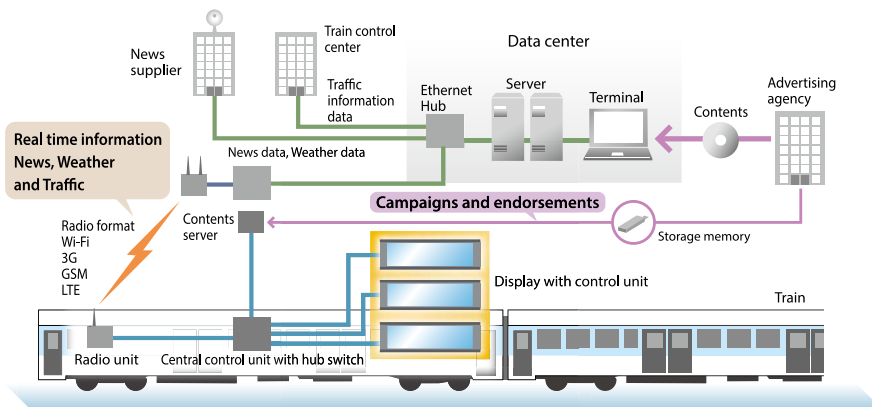 News
supplier
Train control
center
Data center
Traffic
information
data
Ethernet
Hub
Server
Terminal
Contents
Advertising
agency
Real time information
News, Weather
and Traffic
News data, Weather data
Campaigns and endorsements
Radio format
Wi-Fi
3G
GSM
LTE
Contents
server
Storage memory
Display with control unit
Train
Radio unit
Central control unit with hub switch